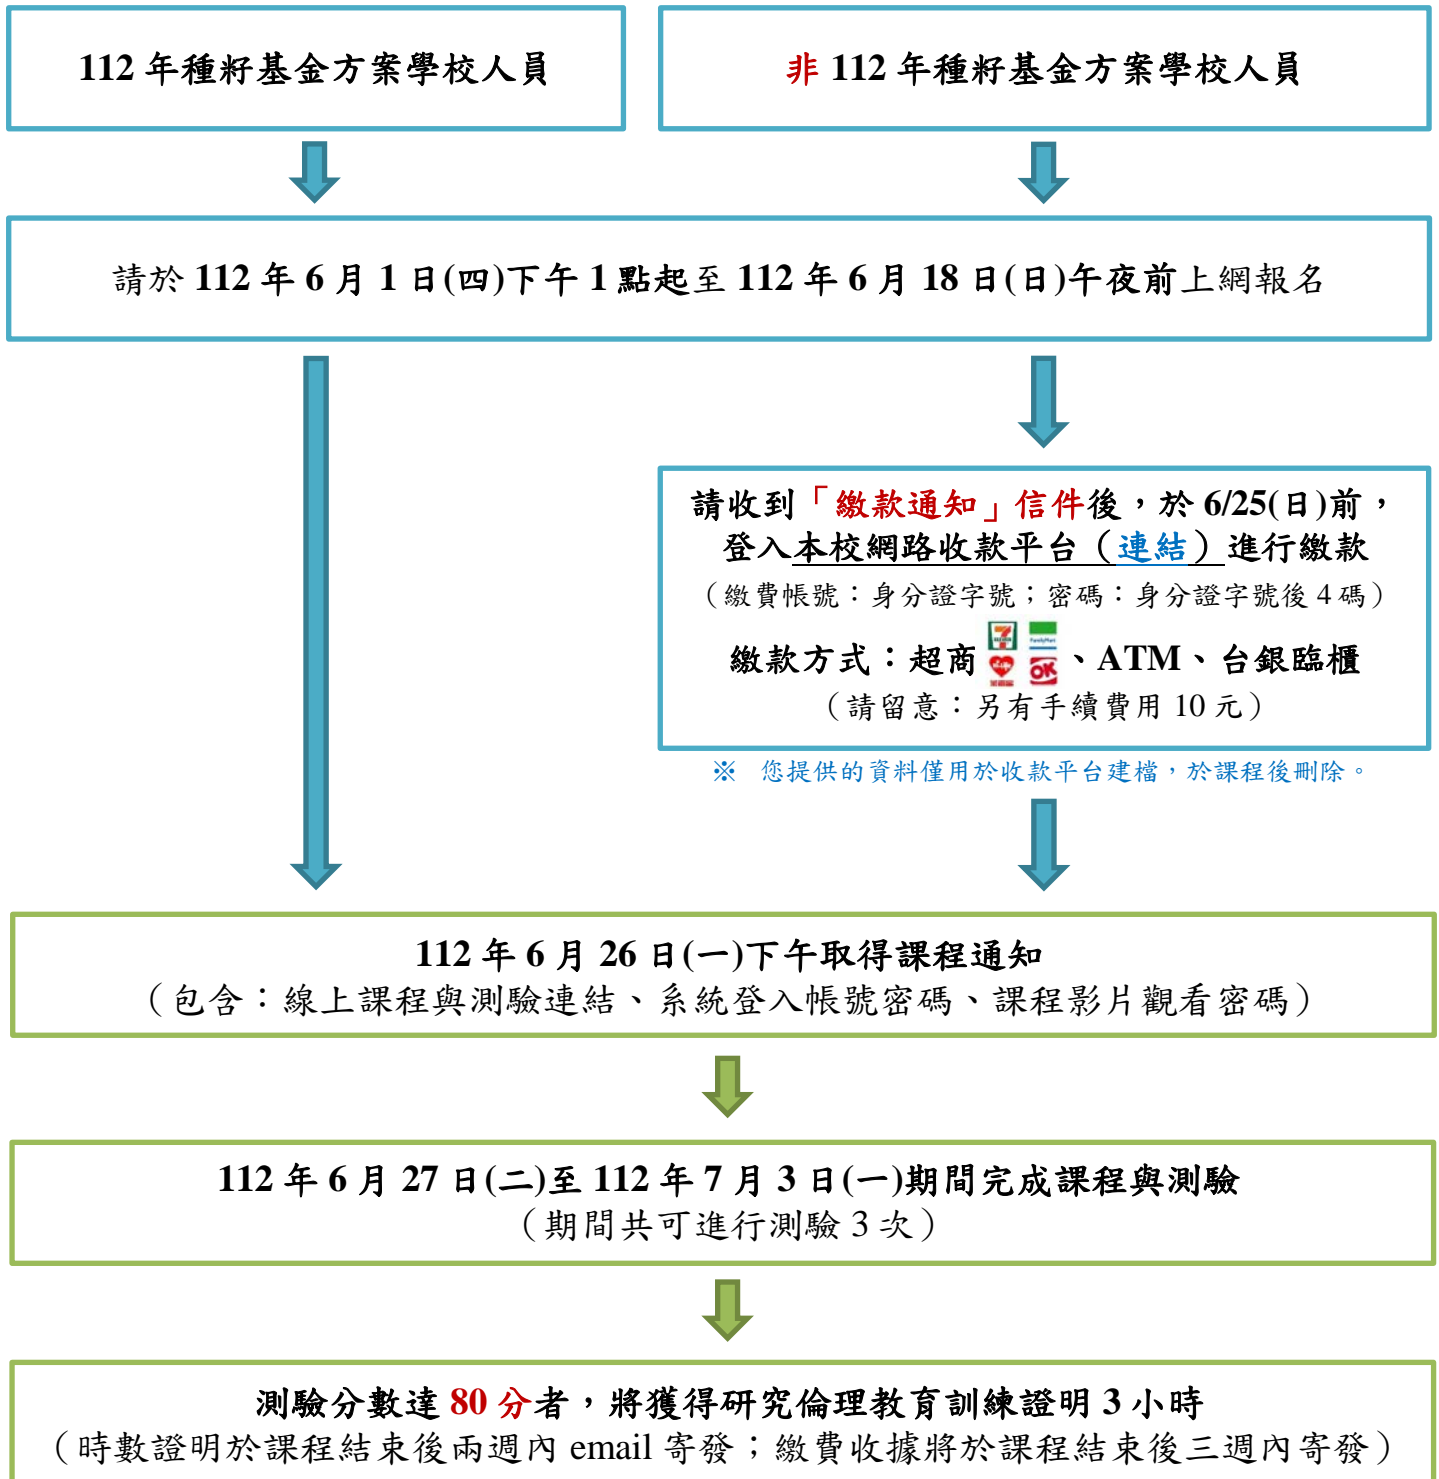 112 年種籽基金方案學校人員
非 112 年種籽基金方案學校人員
請於 112 年 6 月 1 日(四)下午 1 點起至 112 年 6 月 18 日(日)午夜前上網報名
請收到「繳款通知」信件後，於 6/25(日)前，
登入本校網路收款平台（連結）進行繳款
（繳費帳號：身分證字號；密碼：身分證字號後 4 碼）
繳款方式：超商 7 ELEVEN FamilyMart OK 、ATM、台銀臨櫃
（請留意：另有手續費用 10 元）
※ 您提供的資料僅用於收款平台建檔，於課程後刪除。
112 年 6 月 26 日(一)下午取得課程通知
（包含：線上課程與測驗連結、系統登入帳號密碼、課程影片觀看密碼）
112 年 6 月 27 日(二)至 112 年 7 月 3 日(一)期間完成課程與測驗
（期間共可進行測驗 3 次）
測驗分數達 80 分者，將獲得研究倫理教育訓練證明 3 小時
（時數證明於課程結束後兩週內 email 寄發；繳費收據將於課程結束後三週內寄發）